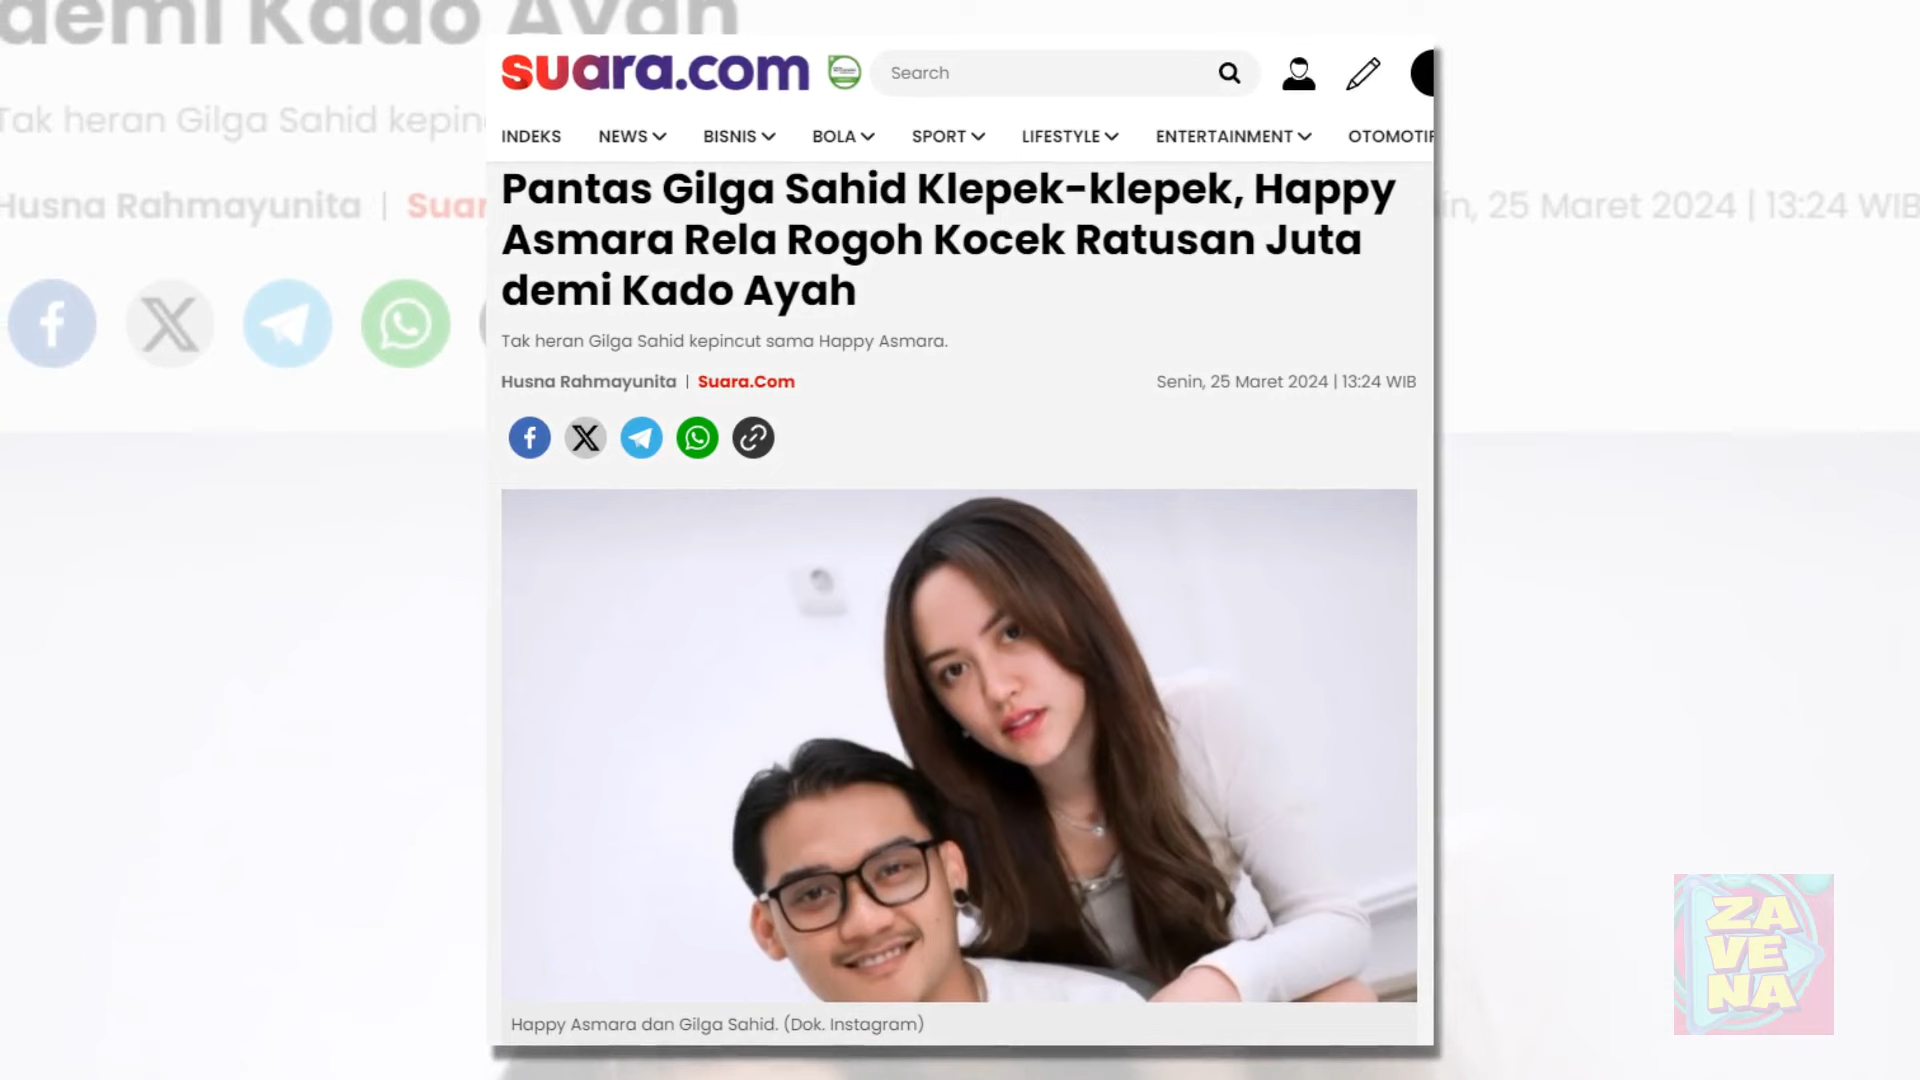 demi Kado Ayah
Tak heran Gilga Sahid kepin
Husna Rahmayunita | Suar
in, 25 Maret 2024 | 13:24 WIB
suara.com
Search
INDEKS NEWS BISNIS BOLA SPORT LIFESTYLE ENTERTAINMENT OTOMOTIF
Pantas Gilga Sahid Klepek-klepek, Happy
Asmara Rela Rogoh Kocek Ratusan Juta
demi Kado Ayah
Tak heran Gilga Sahid kepincut sama Happy Asmara.
Husna Rahmayunita | Suara.Com
Senin, 25 Maret 2024 | 13:24 WIB
Happy Asmara dan Gilga Sahid. (Dok. Instagram)
ZA
VE
NA